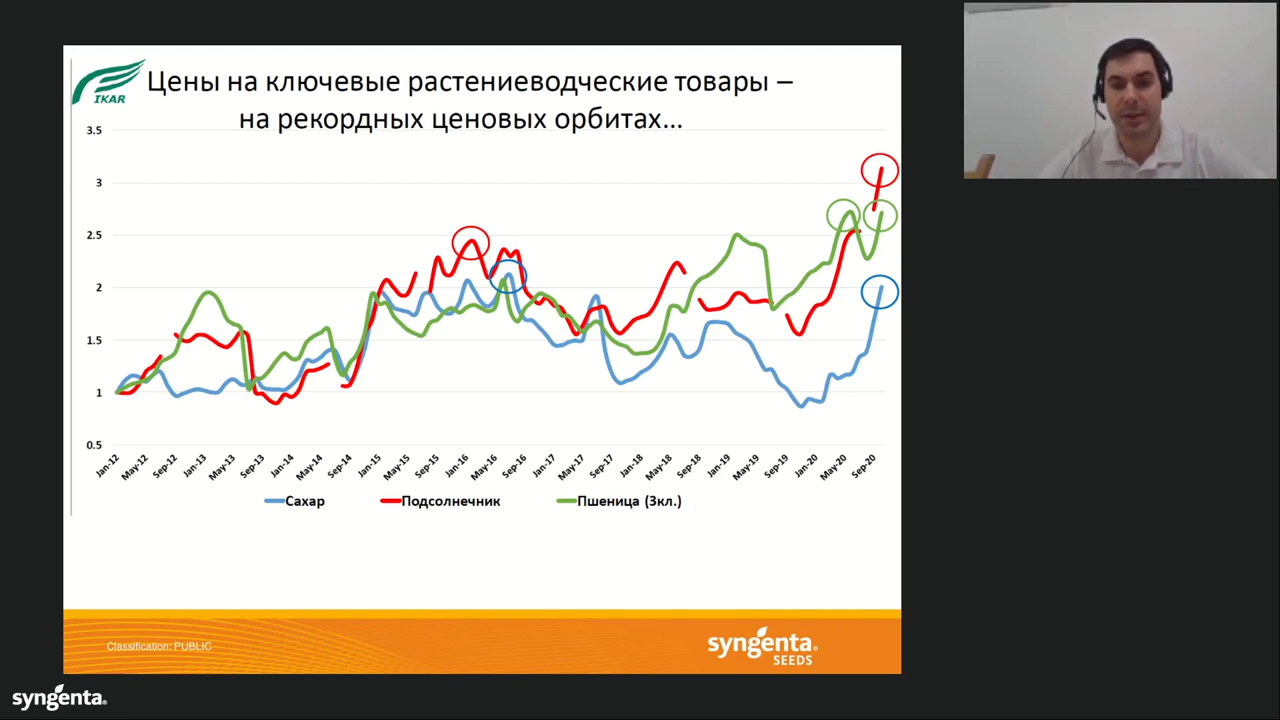 IKAR
Цены на ключевые растениеводческие товары –
на рекордных ценовых орбитах...
3.5
3
2.5
2
1.5
1
0.5
Jan-12 May-12 Sep-12 Jan-13 May-13 Sep-13 Jan-14 May-14 Sep-14 Jan-15 May-15 Sep-15 Jan-16 May-16 Sep-16 Jan-17 May-17 Sep-17 Jan-18 May-18 Sep-18 Jan-19 May-19 Sep-19 Jan-20 May-20 Sep-20
Сахар Подсолнечник Пшеница (3кл.)
Classification: PUBLIC
syngenta
SEEDS
syngenta